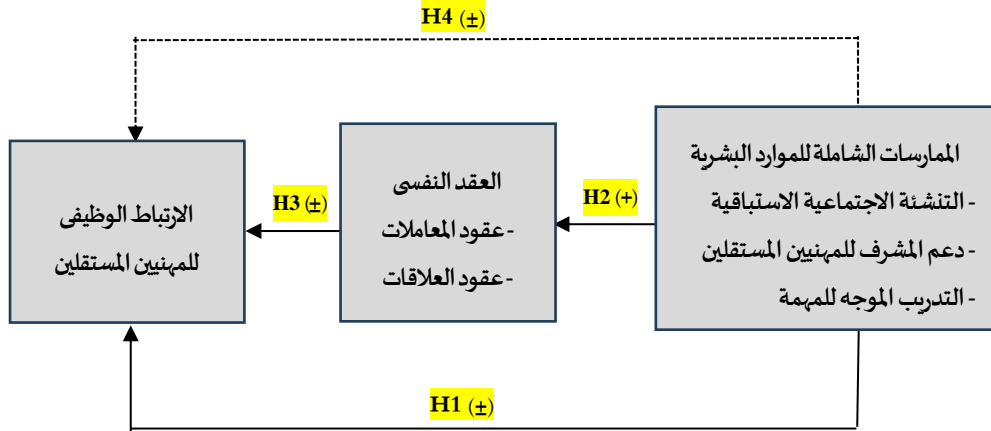 H4 (±)
الممارسات الشاملة للموارد البشرية
- التنشئة الاجتماعية الاستباقية
- دعم المشرف للمهنيين المستقلين
- التدريب الموجه للمهمة
H2 (+)
العقد النفسى
- عقود المعاملات
- عقود العلاقات
H3 (±)
الارتباط الوظيفى
للمهنيين المستقلين
H1 (±)